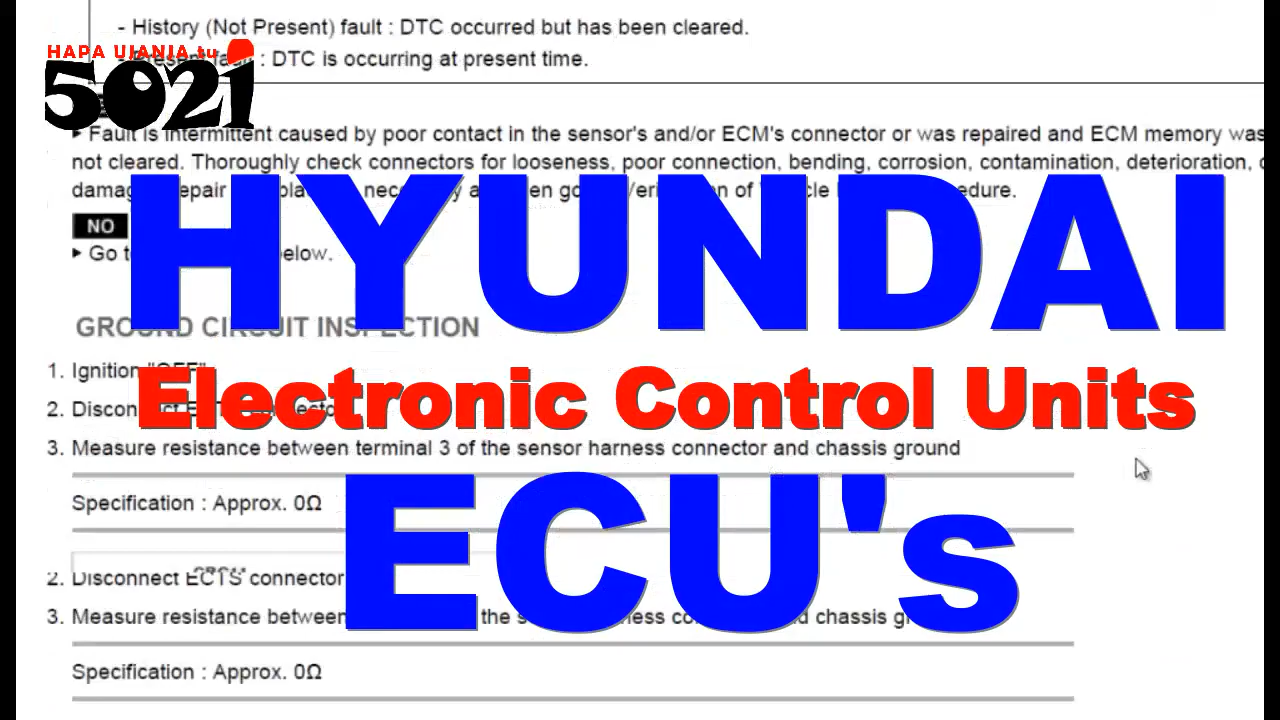 - History (Not Present) fault : DTC occurred but has been cleared.
HAPA UJANJA tu
- Present fault : DTC is occurring at present time.
5021
Fault is intermittent caused by poor contact in the sensor's and/or ECM's connector or was repaired and ECM memory was
not cleared. Thoroughly check connectors for looseness, poor connection, bending, corrosion, contamination, deterioration,
HYUNDAI
NO
GROUND CIRCUIT INSPECTION
1. Ignition "OFF"
Electronic Control Units
2. Disconnect
3. Measure resistance between terminal 3 of the sensor harness connector and chassis ground
Specification : Approx. 0Ω
ECU's
2. Disconnect ECTS connector
3. Measure resistance between the chassis
Specification : Approx. 0Ω